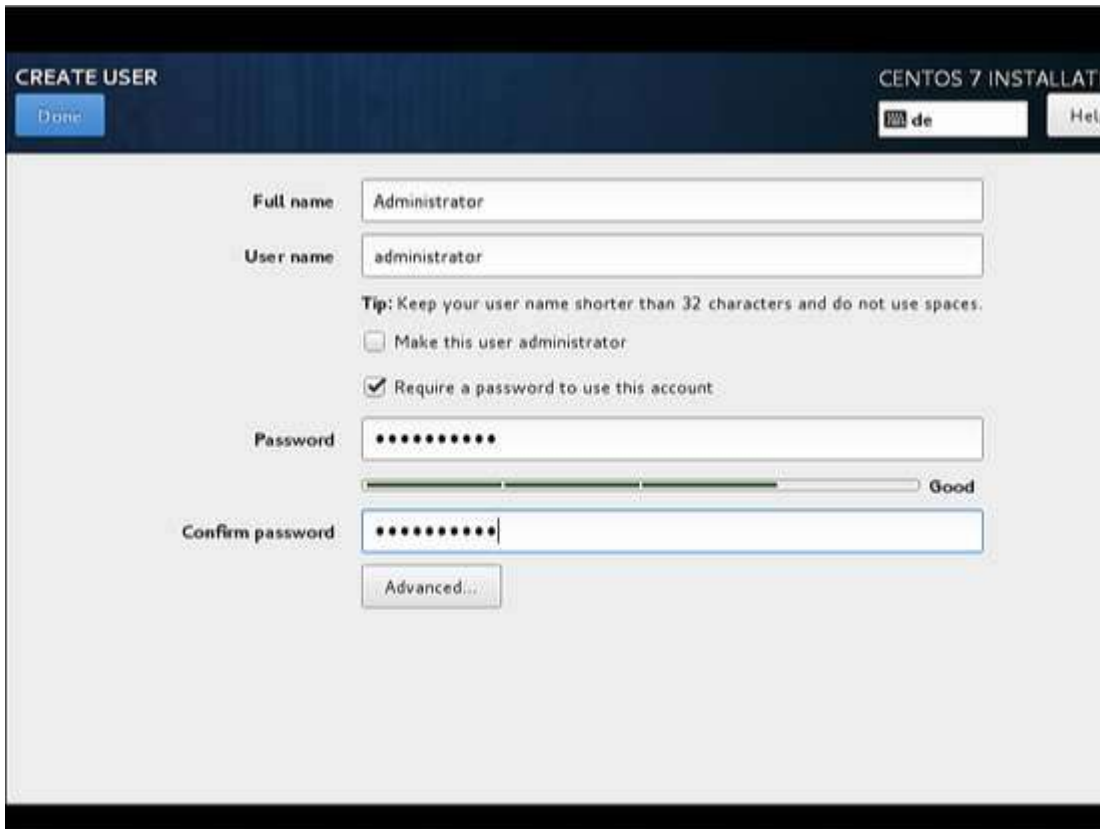 CREATE USER
CENTOS 7 INSTALLAT
Done
de
Hel
Full name
Administrator
User name
administrator
Tip: Keep your user name shorter than 32 characters and do not use spaces.
Make this user administrator
Require a password to use this account
Password
••••••••••
Good
Confirm password
••••••••••
Advanced...